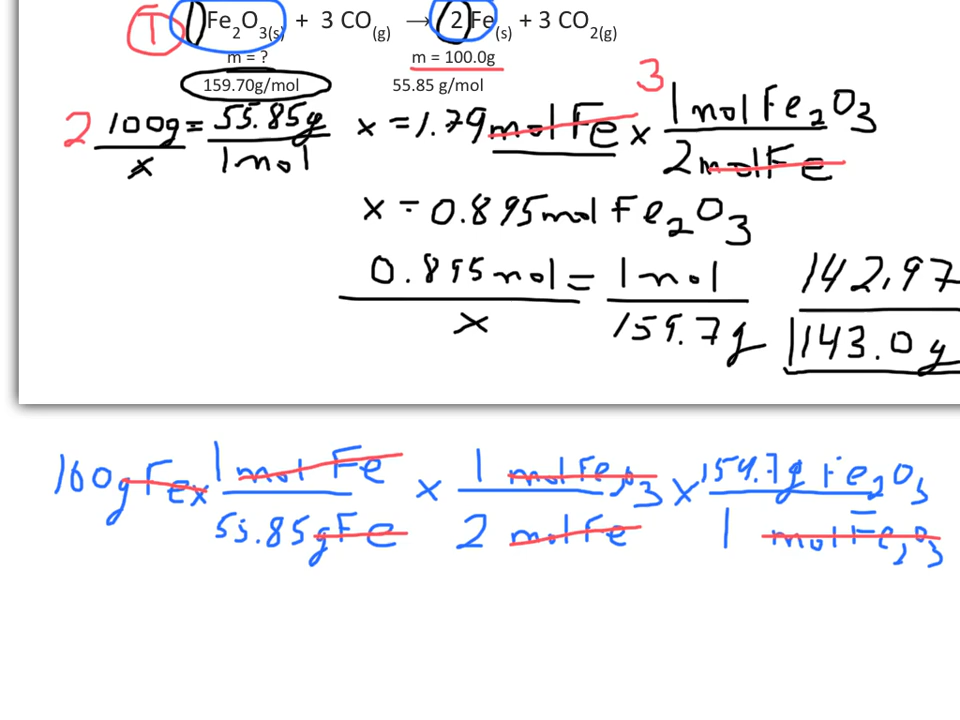 1 1 Fe2O3(s) + 3 CO(g) → 2 Fe(s) + 3 CO2(g)
m = ? m = 100.0g
159.70g/mol 55.85 g/mol
2 100g/x = 55.85g/1mol x = 1.79 mol Fe x 3 1 mol Fe2O3/2 mol Fe
x = 0.895 mol Fe2O3
0.895 mol/x = 1 mol/159.7g 142.97
143.0 g
100g Fe x 1 mol Fe/55.85g Fe x 1 mol Fe2O3/2 mol Fe x 159.7g Fe2O3/1 mol Fe2O3